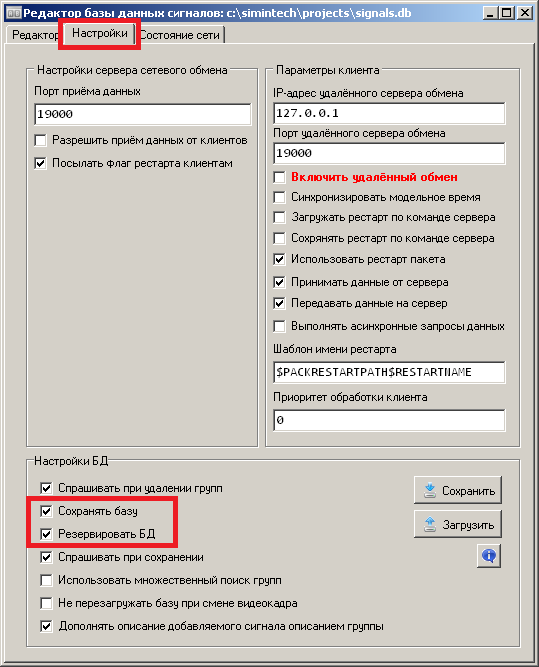 Редактор базы данных сигналов: c:\simintech\projects\signals.db
Редактор Настройки Состояние сети
Настройки сервера сетевого обмена
Порт приёма данных
19000
Разрешить приём данных от клиентов
Посылать флаг рестарта клиентам
Параметры клиента
IP-адрес удалённого сервера обмена
127.0.0.1
Порт удалённого сервера обмена
19000
Включить удалённый обмен
Синхронизировать модельное время
Загружать рестарт по команде сервера
Сохрянять рестарт по команде сервера
Использовать рестарт пакета
Принимать данные от сервера
Передавать данные на сервер
Выполнять асинхронные запросы данных
Шаблон имени рестарта
$PACKRESTARTPATH$RESTARTNAME
Приоритет обработки клиента
0
Настройки БД
Спрашивать при удалении групп
Сохранять базу
Резервировать БД
Спрашивать при сохранении
Использовать множественный поиск групп
Не перезагружать базу при смене видеокадра
Дополнять описание добавляемого сигнала описанием группы
Сохранить
Загрузить